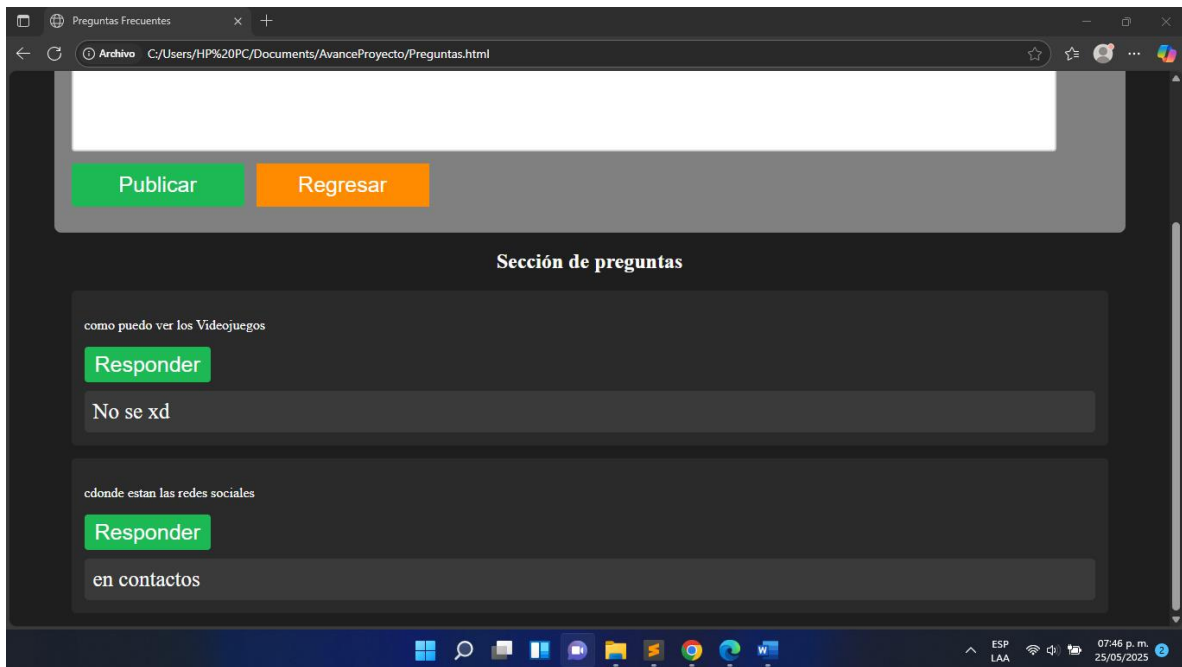 Preguntas Frecuentes
Archivo C:/Users/HP%20PC/Documents/AvanceProyecto/Preguntas.html
Publicar
Regresar
Sección de preguntas
como puedo ver los Videojuegos
Responder
No se xd
cdonde estan las redes sociales
Responder
en contactos
ESP
LAA
07:46 p. m.
25/05/2025
2